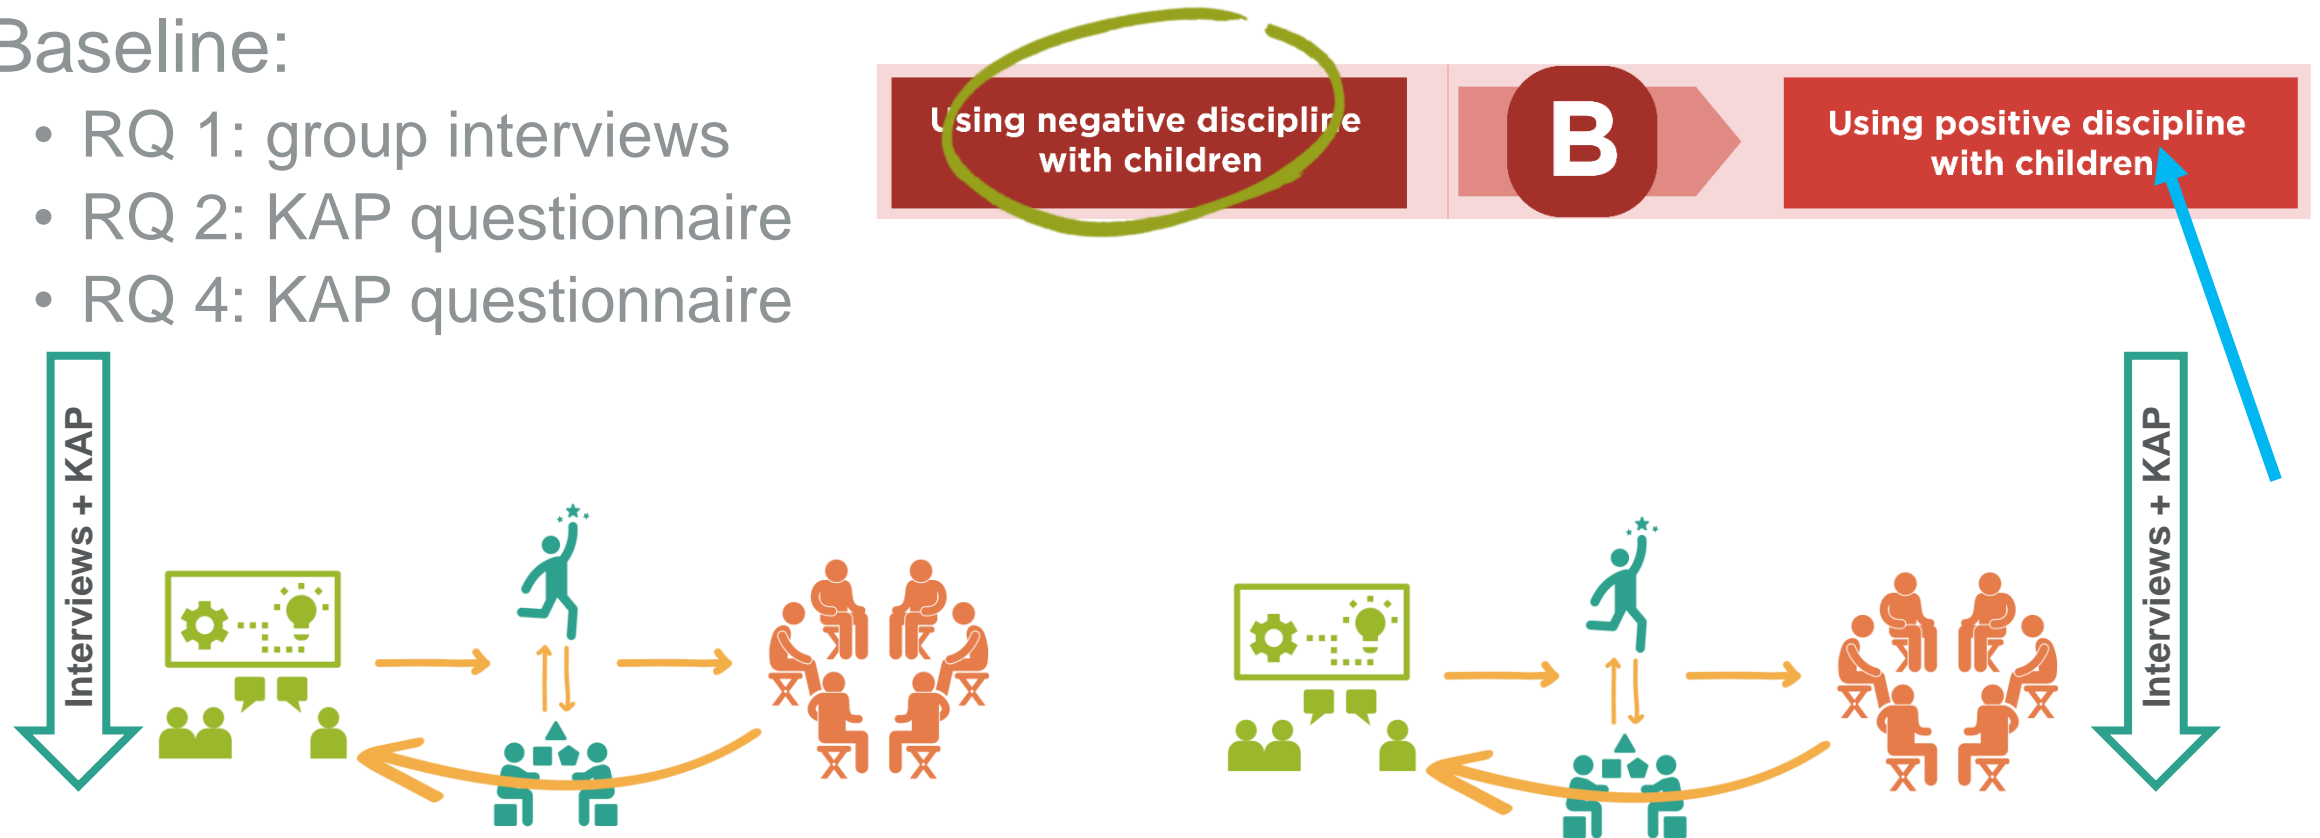 Baseline:
• RQ 1: group interviews
• RQ 2: KAP questionnaire
• RQ 4: KAP questionnaire
Using negative discipline
with children
B
Using positive discipline
with children
Interviews + KAP
Interviews + KAP